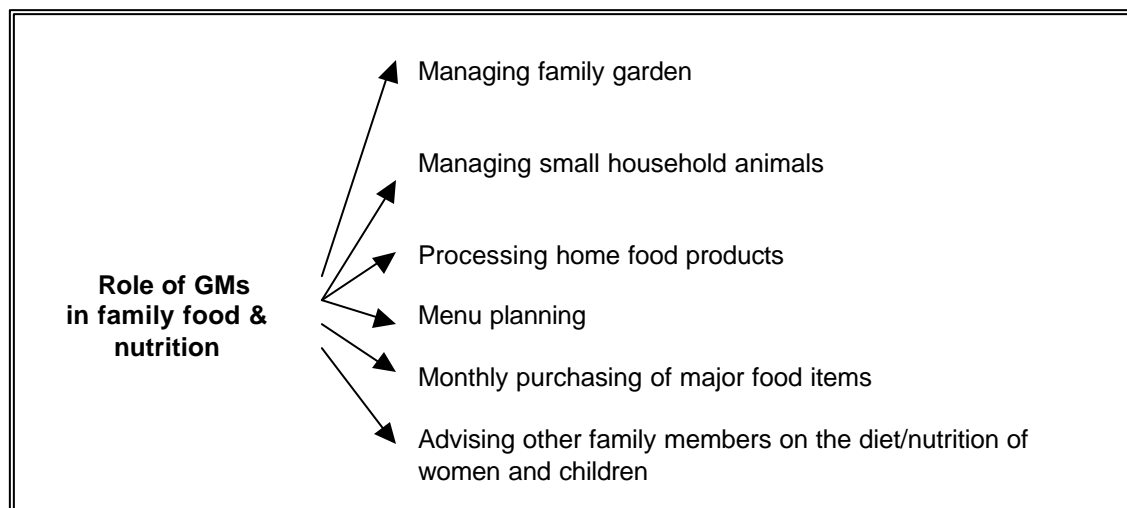 Role of GMs
in family food &
nutrition
Managing family garden
Managing small household animals
Processing home food products
Menu planning
Monthly purchasing of major food items
Advising other family members on the diet/nutrition of
women and children